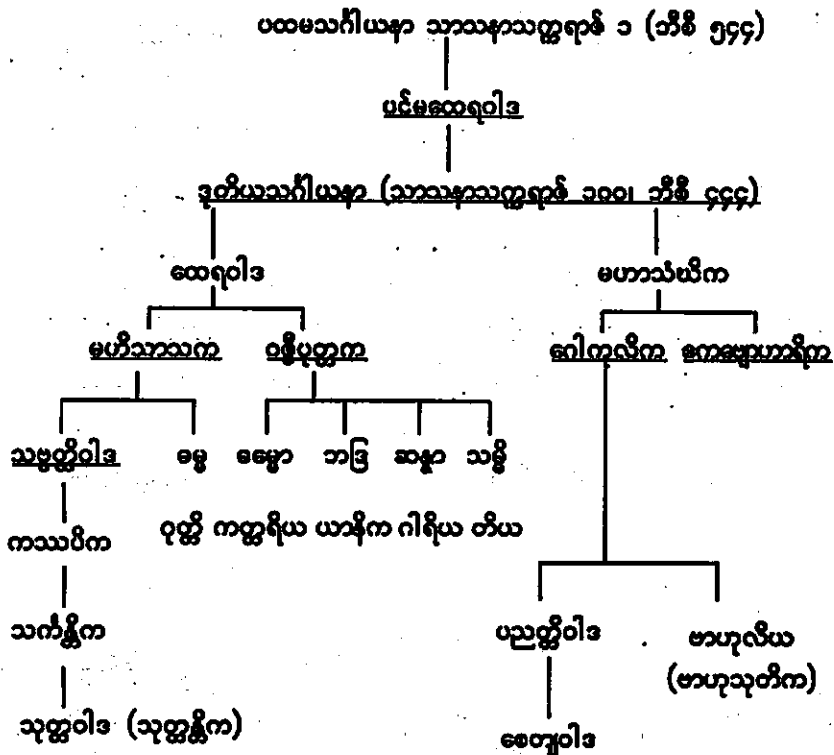 ပထမသင်္ဂါယနာ သာသနာသက္ကရာဇ် ၁ (ဘီစီ ၅၄၄)
ပင်မထေရဝါဒ
ဒုတိယသင်္ဂါယနာ (သာသနာသက္ကရာဇ် ၁၀၀၊ ဘီစီ ၄၄၄)
ထေရဝါဒ မဟာသံဃိက
မဟိသာသက ဝဇ္ဇီပုတ္တက ဂေါကုလိက ဧကဗျောဟာရိက
သဗ္ဗတ္ထိဝါဒ ဓမ္မ ဓမ္မော ဘဒြ ဆန္နာ သမ္မိ
ကဿပိက ဝုတ္တိ ကတ္တရိယ ယာနိက ဂါရိယ တိယ
သင်္ကန္တိက ပညတ္တိဝါဒ ဗာဟုလိယ
(ဗာဟုသုတိက)
သုတ္တဝါဒ (သုတ္တန္တိက) စေတျဝါဒ